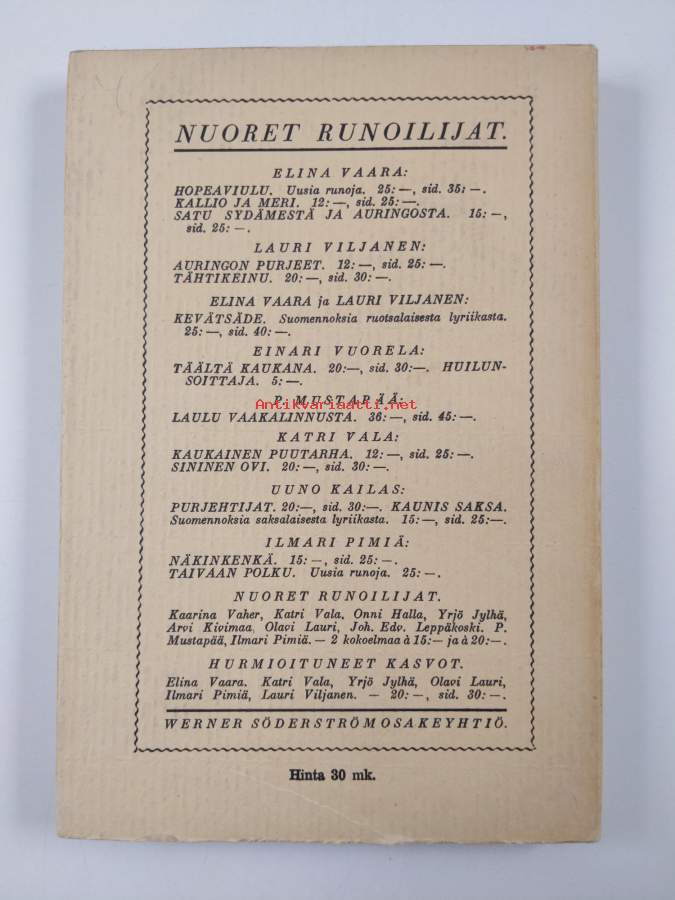 NUORET RUNOILIJAT.
ELINA VAARA:
HOPEAVIULU. Uusia runoja. 25: —, sid. 35: —.
KALLIO JA MERI. 12: —, sid. 25: —.
SATU SYDÄMESTÄ JA AURINGOSTA. 15: —,
sid. 25: —.
LAURI VILJANEN:
AURINGON PURJEET. 12: —, sid. 25: —.
TÄHTIKEINU. 20: —, sid. 30: —.
ELINA VAARA ja LAURI VILJANEN:
KEVÄTSÄDE. Suomennoksia ruotsalaisesta lyriikasta.
25: —, sid. 40: —.
EINARI VUORELA:
TÄÄLTÄ KAUKANA. 20: —, sid. 30: —. HUILUN-
SOITTAJA. 5: —.
P. MUSTAPÄÄ:
Antikvariaatti.net
LAULU VAAKALINNUSTA. 36: —, sid. 45: —.
KATRI VALA:
KAUKAINEN PUUTARHA. 12: —, sid. 25: —.
SININEN OVI. 20: —, sid. 30: —.
UUNO KAILAS:
PURJEHTIJAT. 20: —, sid. 30: —. KAUNIS SAKSA.
Suomennoksia saksalaisesta lyriikasta. 15: —, sid. 25: —.
ILMARI PIMIÄ:
NÄKINKENKÄ. 15: —, sid. 25: —.
TAIVAAN POLKU. Uusia runoja. 25: —.
NUORET RUNOILIJAT.
Kaarina Vaher, Katri Vala, Onni Halla, Yrjö Jylhä,
Arvi Kivimaa, Olavi Lauri, Joh. Edv. Leppäkoski. P.
Mustapää, Ilmari Pimiä. — 2 kokoelmaa à 15: — ja à 20: —.
HURMIOITUNEET KASVOT.
Elina Vaara. Katri Vala, Yrjö Jylhä, Olavi Lauri,
Ilmari Pimiä, Lauri Viljanen. — 20: —, sid. 30: —.
WERNER SÖDERSTRÖM OSAKEYHTIÖ.
Hinta 30 mk.